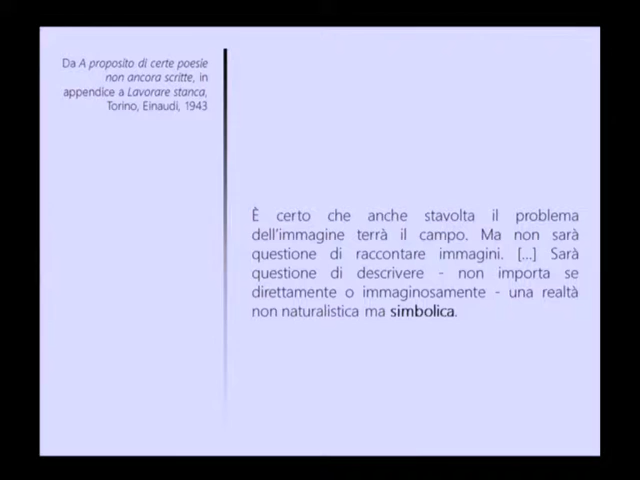 Da A proposito di certe poesie
non ancora scritte, in
appendice a Lavorare stanca,
Torino, Einaudi, 1943
È certo che anche stavolta il problema
dell'immagine terrà il campo. Ma non sarà
questione di raccontare immagini. [...] Sarà
questione di descrivere - non importa se
direttamente o immaginosamente - una realtà
non naturalistica ma simbolica.